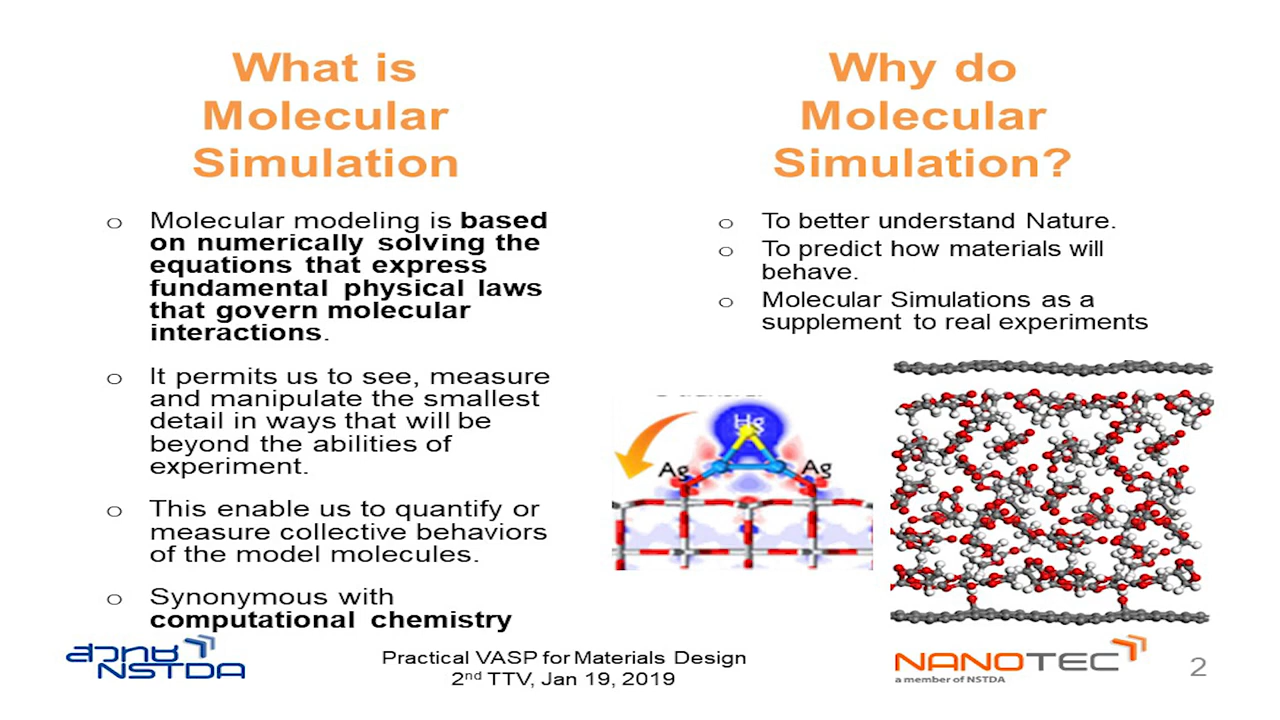 What is
Molecular
Simulation
o Molecular modeling is based
on numerically solving the
equations that express
fundamental physical laws
that govern molecular
interactions.
o It permits us to see, measure
and manipulate the smallest
detail in ways that will be
beyond the abilities of
experiment.
o This enable us to quantify or
measure collective behaviors
of the model molecules.
o Synonymous with
computational chemistry
Why do
Molecular
Simulation?
o To better understand Nature.
o To predict how materials will
behave.
o Molecular Simulations as a
supplement to real experiments
Hg
Ag Ag
สวทช
NSTDA
Practical VASP for Materials Design
2nd TTV, Jan 19, 2019
NANOTEC
a member of NSTDA
2